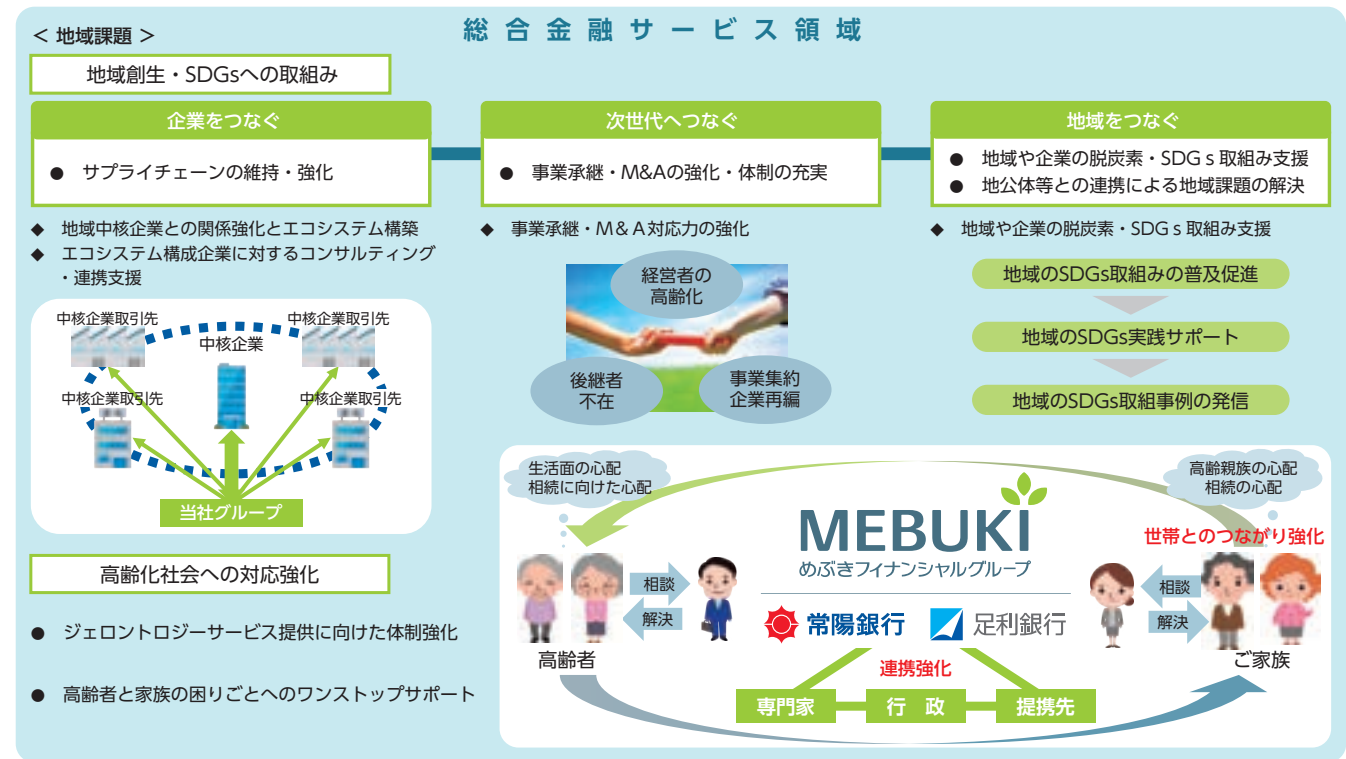 総合金融サービス領域
＜ 地域課題 ＞
地域創生・SDGsへの取組み
企業をつなぐ
● サプライチェーンの維持・強化
◆ 地域中核企業との関係強化とエコシステム構築
◆ エコシステム構成企業に対するコンサルティング
・連携支援
中核企業取引先
中核企業取引先
中核企業
中核企業取引先
中核企業取引先
当社グループ
次世代へつなぐ
● 事業承継・M&Aの強化・体制の充実
◆ 事業承継・M＆A対応力の強化
経営者の
高齢化
後継者
不在
事業集約
企業再編
地域をつなぐ
● 地域や企業の脱炭素・SDGｓ取組み支援
● 地公体等との連携による地域課題の解決
◆ 地域や企業の脱炭素・SDGｓ取組み支援
地域のSDGs取組みの普及促進
地域のSDGs実践サポート
地域のSDGs取組事例の発信
高齢化社会への対応強化
● ジェロントロジーサービス提供に向けた体制強化
● 高齢者と家族の困りごとへのワンストップサポート
生活面の心配
相続に向けた心配
高齢親族の心配
相続の心配
MEBUKI
めぶきフィナンシャルグループ
世帯とのつながり強化
相談
解決
相談
解決
常陽銀行
足利銀行
高齢者
ご家族
連携強化
専門家
行 政
提携先